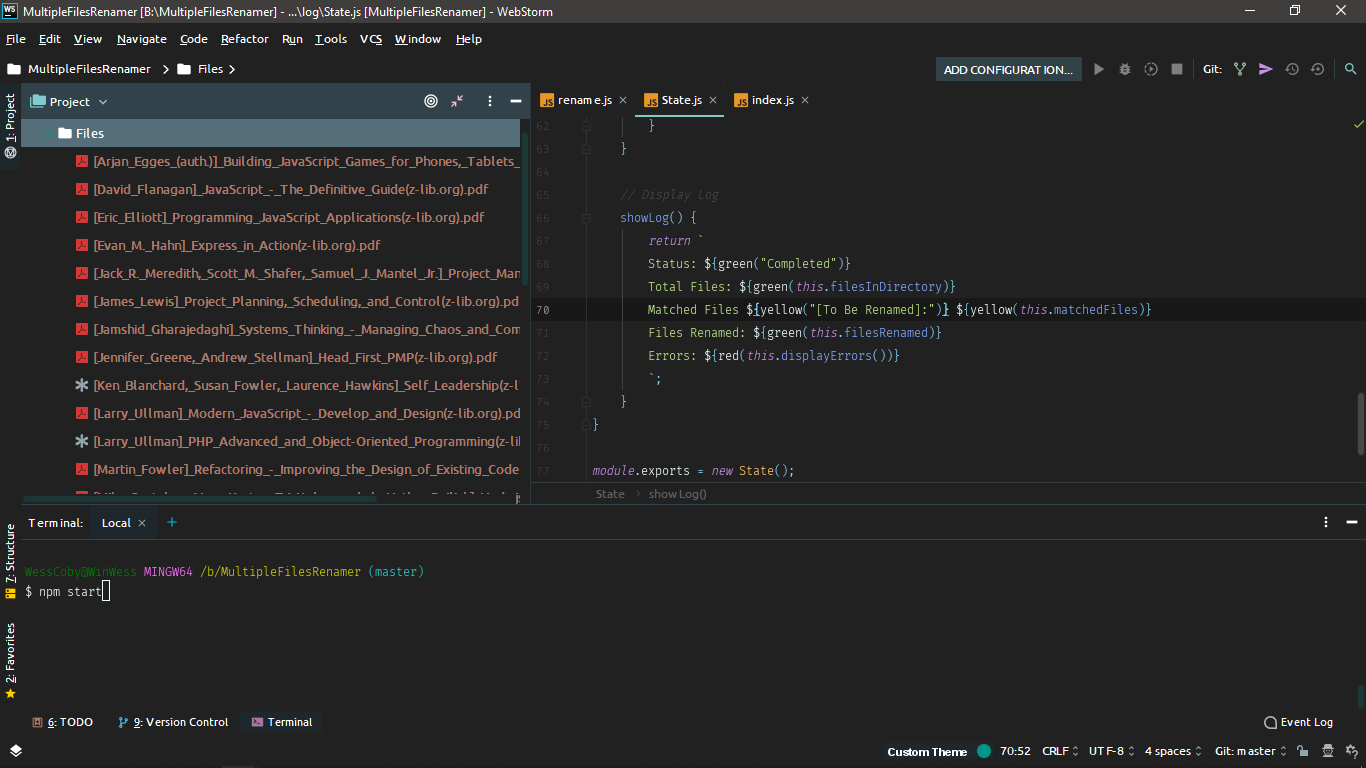 WS MultipleFilesRenamer [B:\MultipleFilesRenamer] - ...\log\State.js [MultipleFilesRenamer] - WebStorm
File Edit View Navigate Code Refactor Run Tools VCS Window Help
MultipleFilesRenamer Files ADD CONFIGURATION... Git:
1: Project
7: Structure
2: Favorites
Project
Files
[Arjan_Egges_(auth.)]_Building_JavaScript_Games_for_Phones,_Tablets_
[David_Flanagan]_JavaScript_-_The_Definitive_Guide(z-lib.org).pdf
[Eric_Elliott]_Programming_JavaScript_Applications(z-lib.org).pdf
[Evan_M._Hahn]_Express_in_Action(z-lib.org).pdf
[Jack_R._Meredith,_Scott_M._Shafer,_Samuel_J._Mantel_Jr.]_Project_Man
[James_Lewis]_Project_Planning,_Scheduling,_and_Control(z-lib.org).pd
[Jamshid_Gharajedaghi]_Systems_Thinking_-_Managing_Chaos_and_Com
[Jennifer_Greene,_Andrew_Stellman]_Head_First_PMP(z-lib.org).pdf
[Ken_Blanchard,_Susan_Fowler,_Laurence_Hawkins]_Self_Leadership(z-l
[Larry_Ullman]_Modern_JavaScript_-_Develop_and_Design(z-lib.org).pd
[Larry_Ullman]_PHP_Advanced_and_Object-Oriented_Programming(z-li
[Martin_Fowler]_Refactoring_-_Improving_the_Design_of_Existing_Code
rename.js State.js index.js
62 }
63 }
64
65 // Display Log
66 showLog() {
67 return `
68 Status: ${green("Completed")}
69 Total Files: ${green(this.filesInDirectory)}
70 Matched Files ${yellow("[To Be Renamed]:")} ${yellow(this.matchedFiles)}
71 Files Renamed: ${green(this.filesRenamed)}
72 Errors: ${red(this.displayErrors())}
73 `;
74 }
75 }
76
77 module.exports = new State();
State showLog()
Terminal: Local
WessCoby@WinWess MINGW64 /b/MultipleFilesRenamer (master)
$ npm start
6: TODO 9: Version Control Terminal Event Log
Custom Theme 70:52 CRLF UTF-8 4 spaces Git: master